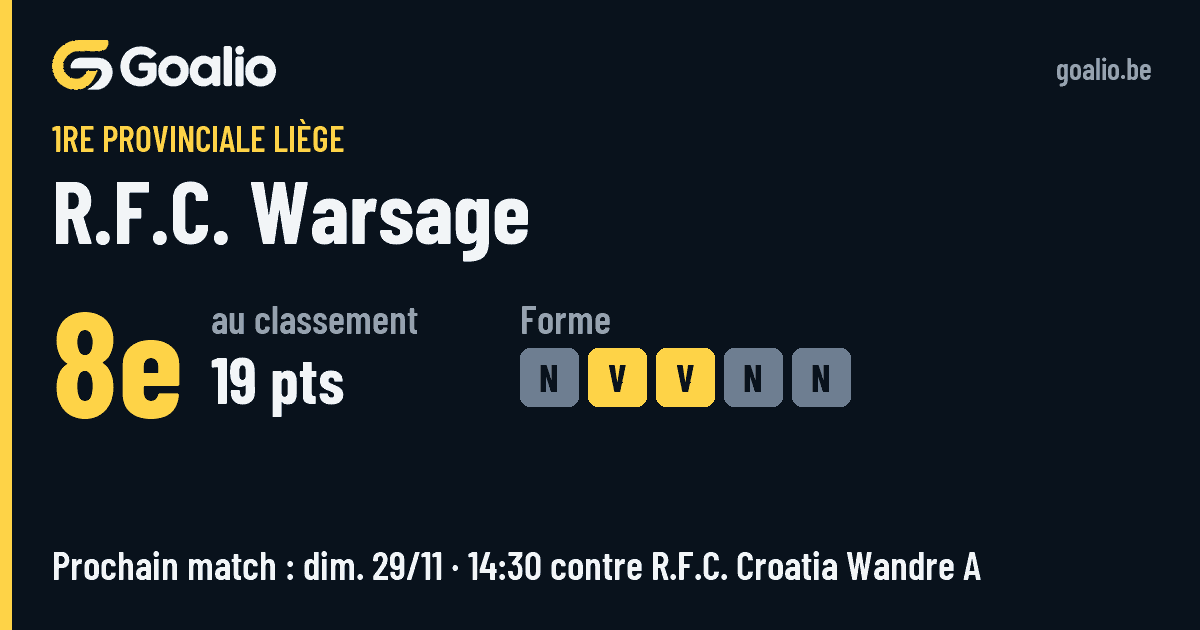 Goalio
goalio.be
1RE PROVINCIALE LIÈGE
R.F.C. Warsage
8e
au classement
19 pts
Forme
N V V N N
Prochain match : dim. 29/11 · 14:30 contre R.F.C. Croatia Wandre A